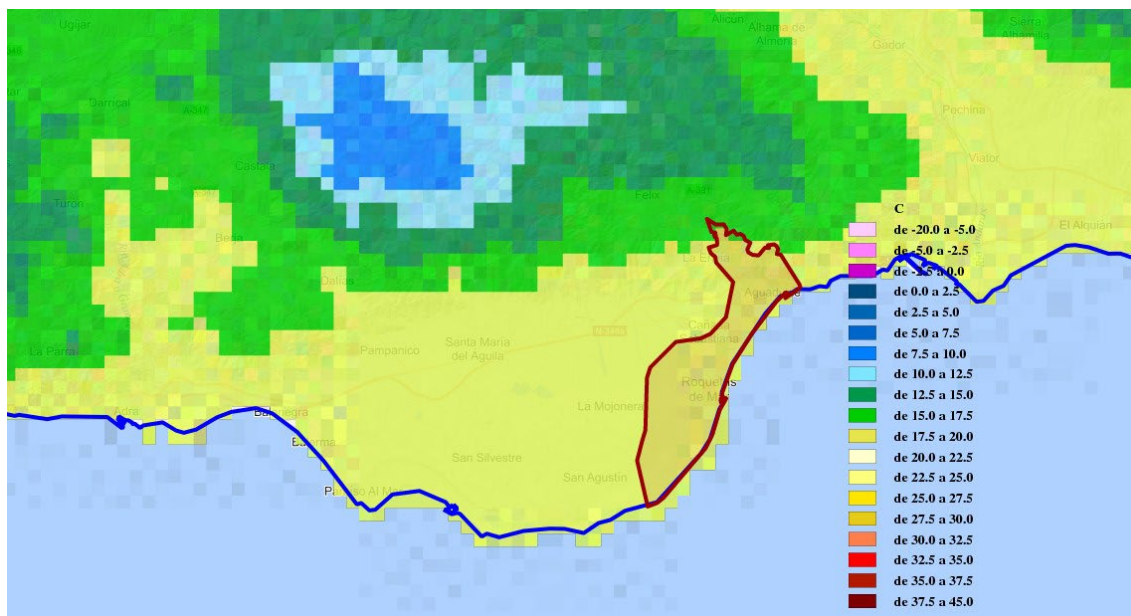 Ugíjar
Alicún
Alhama de
Almería
Sierra
Alhamilla
Gádor
Darrical
A-347
Pechina
Castala
Viator
Turón
Felix
A-391
El Alquián
Berja
Dalías
Aguadulce
La Parra
Pampanico
Santa María
del Águila
Roquetas
de Mar
La Mojonera
Adra
Balanegra
Balerma
San Silvestre
San Agustín
C
de -20.0 a -5.0
de -5.0 a -2.5
de -2.5 a 0.0
de 0.0 a 2.5
de 2.5 a 5.0
de 5.0 a 7.5
de 7.5 a 10.0
de 10.0 a 12.5
de 12.5 a 15.0
de 15.0 a 17.5
de 17.5 a 20.0
de 20.0 a 22.5
de 22.5 a 25.0
de 25.0 a 27.5
de 27.5 a 30.0
de 30.0 a 32.5
de 32.5 a 35.0
de 35.0 a 37.5
de 37.5 a 45.0